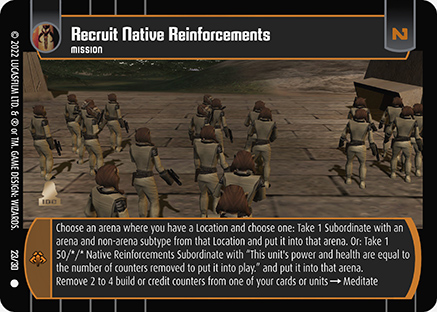 Recruit Native Reinforcements
MISSION
N
© 2022 LUCASFILM LTD. & ® OR TM. GAME DESIGN: WIZARDS.
23/30
Choose an arena where you have a Location and choose one: Take 1 Subordinate with an
arena and non-arena subtype from that Location and put it into that arena. Or: Take 1
50/*/* Native Reinforcements Subordinate with “This unit's power and health are equal to
the number of counters removed to put it into play.” and put it into that arena.
Remove 2 to 4 build or credit counters from one of your cards or units → Meditate